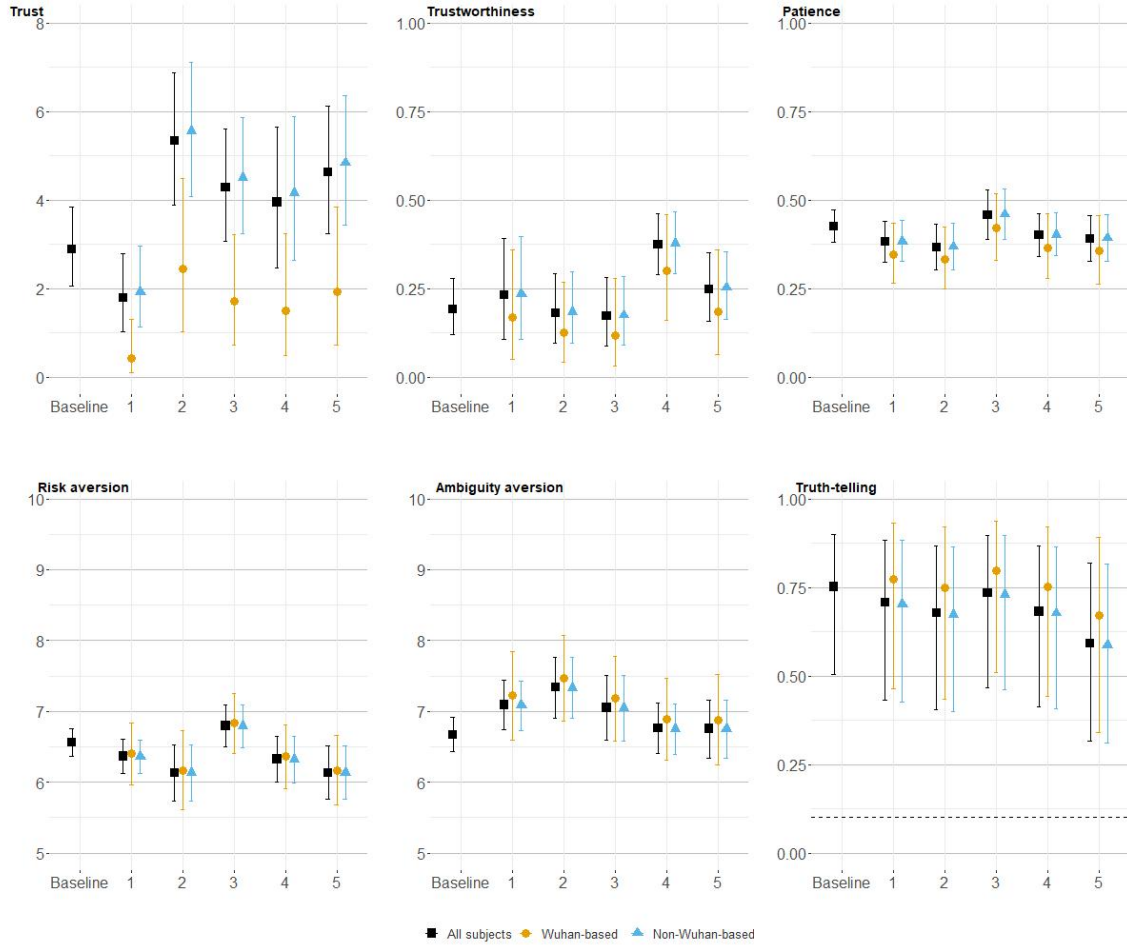 Trust
8
6
4
2
0
Baseline 1 2 3 4 5
Trustworthiness
1.00
0.75
0.50
0.25
0.00
Baseline 1 2 3 4 5
Patience
1.00
0.75
0.50
0.25
0.00
Baseline 1 2 3 4 5
Risk aversion
10
9
8
7
6
5
Baseline 1 2 3 4 5
Ambiguity aversion
10
9
8
7
6
5
Baseline 1 2 3 4 5
Truth-telling
1.00
0.75
0.50
0.25
0.00
Baseline 1 2 3 4 5
All subjects Wuhan-based Non-Wuhan-based